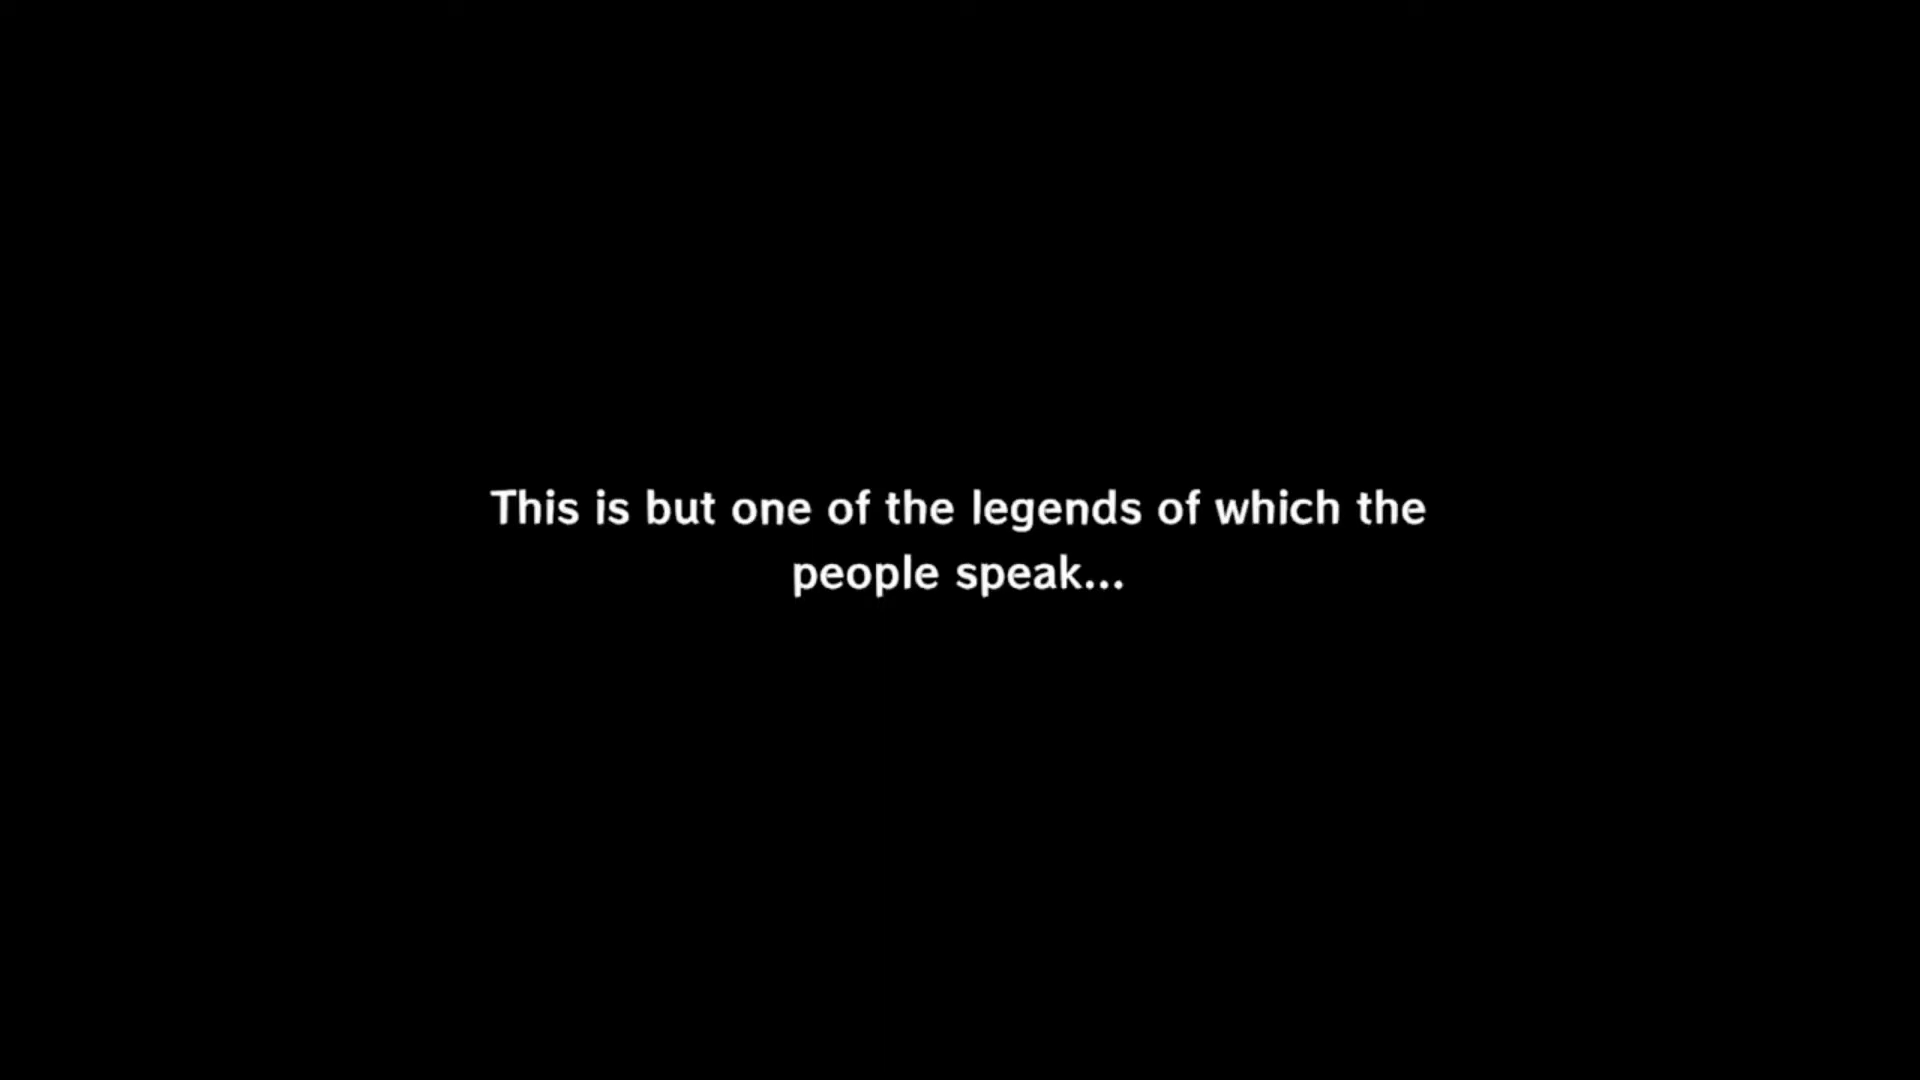 This is but one of the legends of which the
people speak...